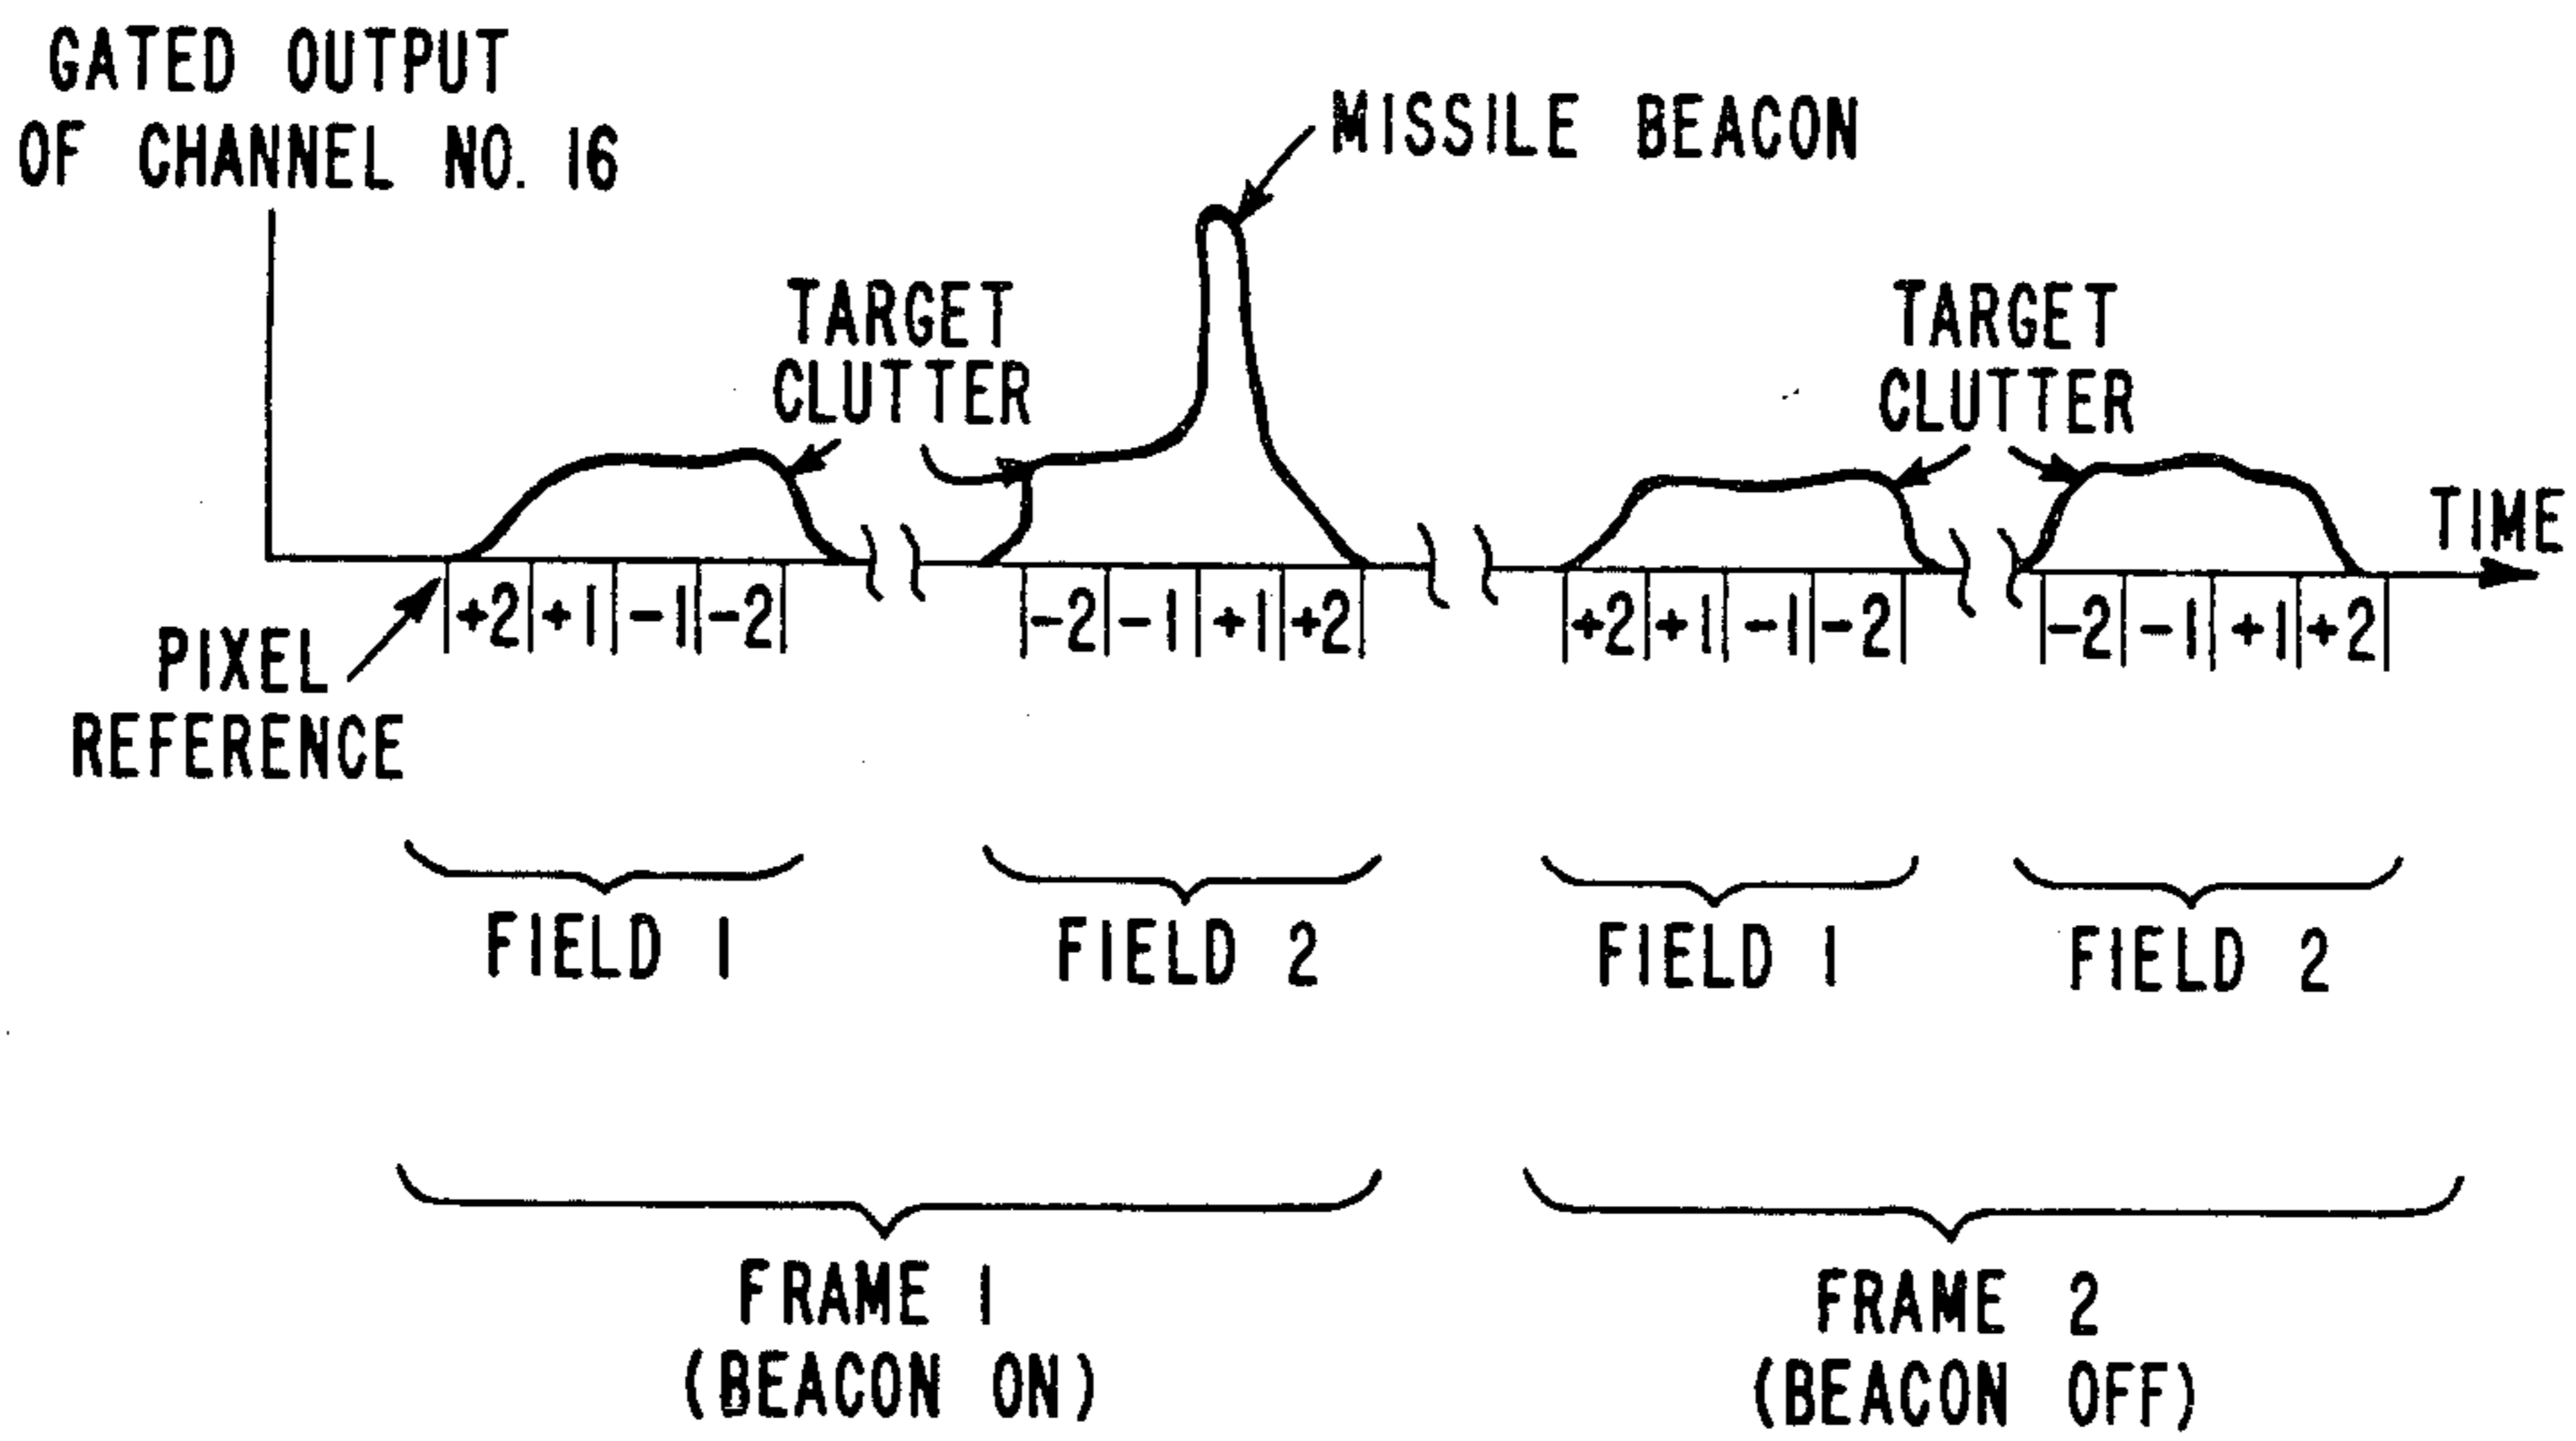 GATED OUTPUT
OF CHANNEL NO. 16
MISSILE BEACON
TARGET
CLUTTER
TARGET
CLUTTER
TIME
+2 +1 -1 -2
-2 -1 +1 +2
+2 +1 -1 -2
-2 -1 +1 +2
PIXEL
REFERENCE
FIELD 1
FIELD 2
FIELD 1
FIELD 2
FRAME 1
(BEACON ON)
FRAME 2
(BEACON OFF)